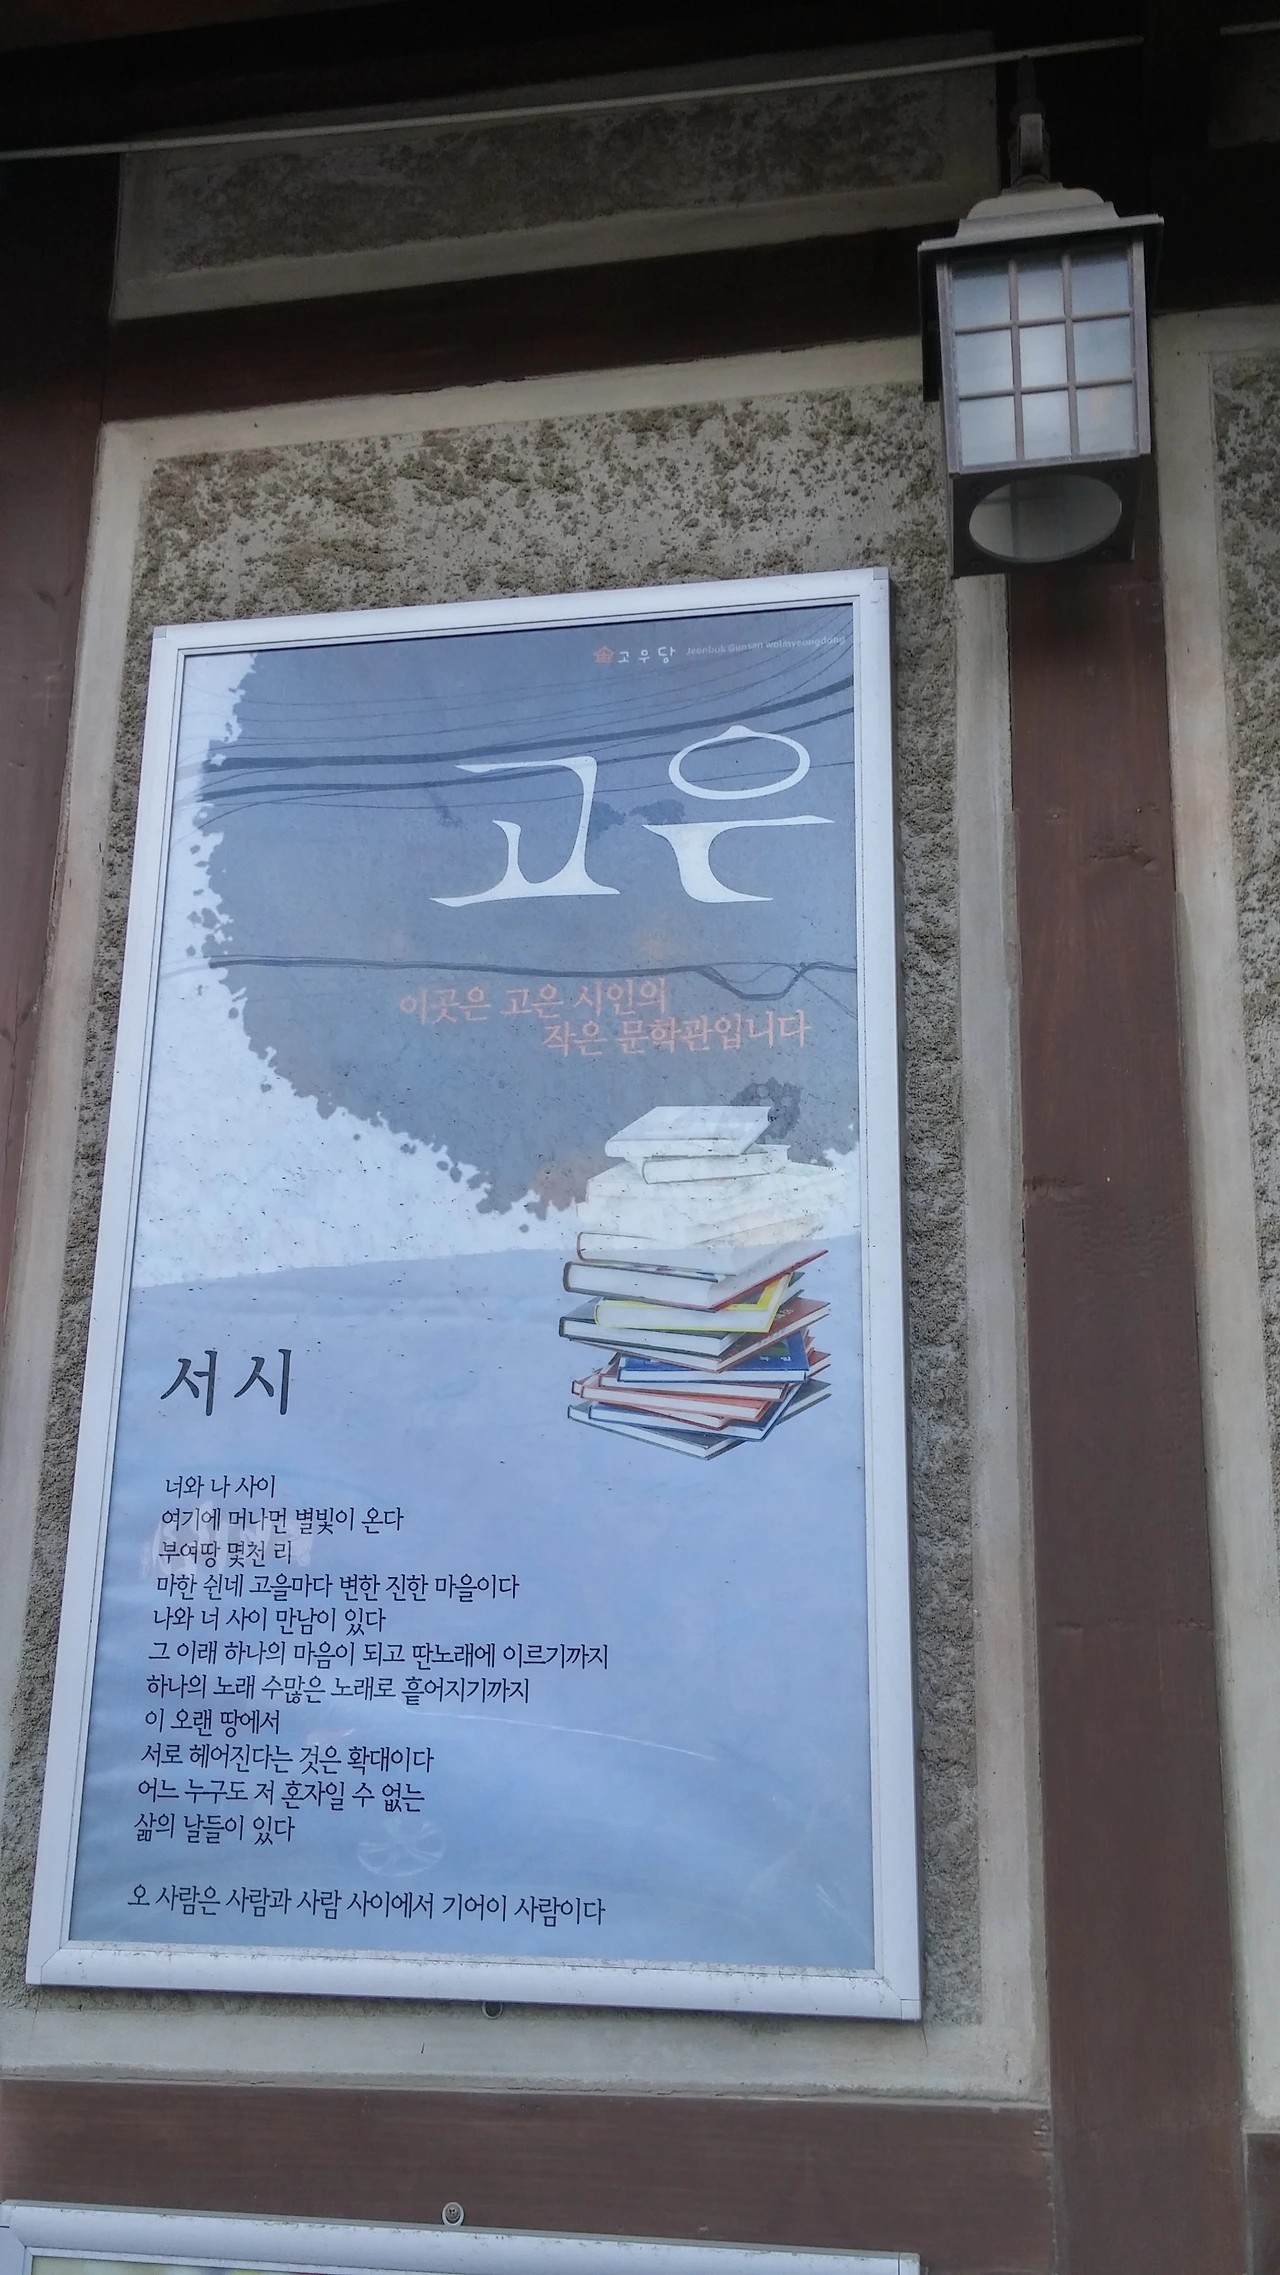 고우당 Jeonbuk Gunsan wolmyeongdong
고은
이곳은 고은 시인의
작은 문학관입니다
서시
너와 나 사이
여기에 머나먼 별빛이 온다
부여땅 몇천 리
마한 쉰네 고을마다 변한 진한 마을이다
나와 너 사이 만남이 있다
그 이래 하나의 마음이 되고 딴노래에 이르기까지
하나의 노래 수많은 노래로 흩어지기까지
이 오랜 땅에서
서로 헤어진다는 것은 확대이다
어느 누구도 저 혼자일 수 없는
삶의 날들이 있다
오 사람은 사람과 사람 사이에서 기어이 사람이다